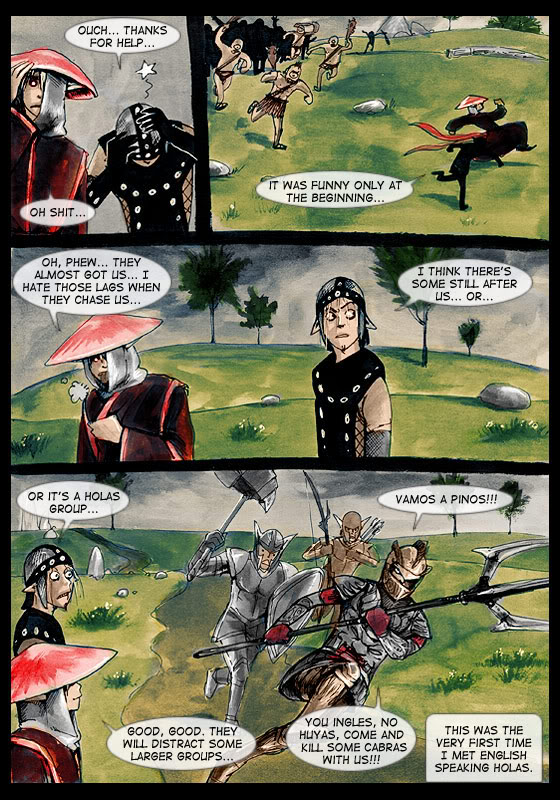 OUCH... THANKS
FOR HELP...
OH SHIT...
IT WAS FUNNY ONLY AT
THE BEGINNING...
OH, PHEW... THEY
ALMOST GOT US... I
HATE THOSE LAGS WHEN
THEY CHASE US...
I THINK THERE'S
SOME STILL AFTER
US... OR...
OR IT'S A HOLAS
GROUP...
VAMOS A PINOS!!!
GOOD, GOOD. THEY
WILL DISTRACT SOME
LARGER GROUPS...
YOU INGLES, NO
HUYAS, COME AND
KILL SOME CABRAS
WITH US!!!
THIS WAS THE
VERY FIRST TIME
I MET ENGLISH
SPEAKING HOLAS.